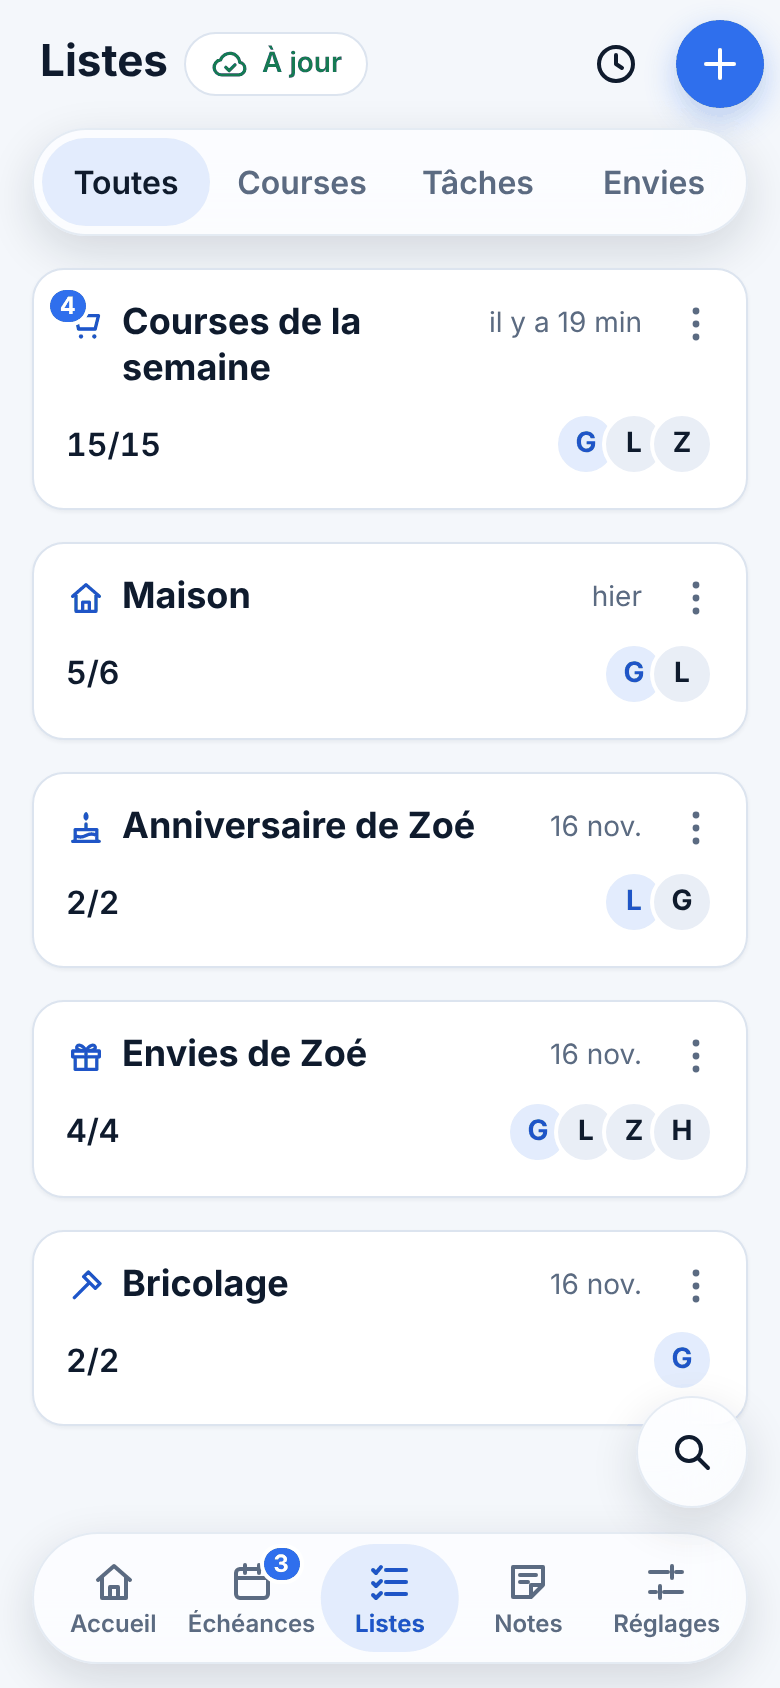 Listes
À jour
Toutes Courses Tâches Envies
4
Courses de la semaine
il y a 19 min
15/15
G L Z
Maison
hier
5/6
G L
Anniversaire de Zoé
16 nov.
2/2
L G
Envies de Zoé
16 nov.
4/4
G L Z H
Bricolage
16 nov.
2/2
G
3
Accueil Échéances Listes Notes Réglages